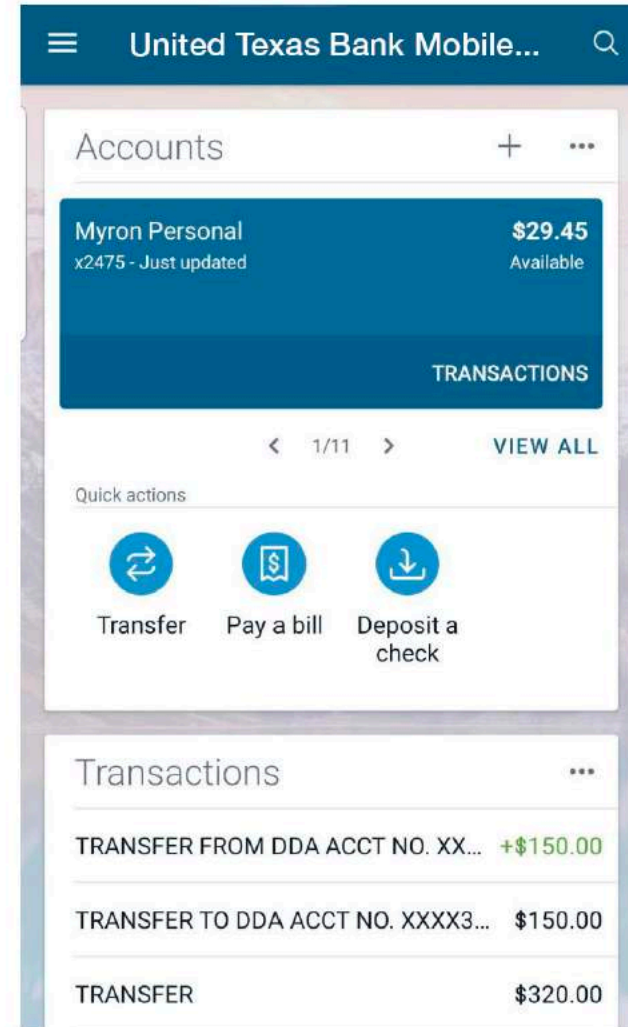 United Texas Bank Mobile...
Accounts
Myron Personal $29.45
x2475 - Just updated Available
TRANSACTIONS
1/11 VIEW ALL
Quick actions
Transfer Pay a bill Deposit a
check
Transactions
TRANSFER FROM DDA ACCT NO. XX... +$150.00
TRANSFER TO DDA ACCT NO. XXXX3... $150.00
TRANSFER $320.00